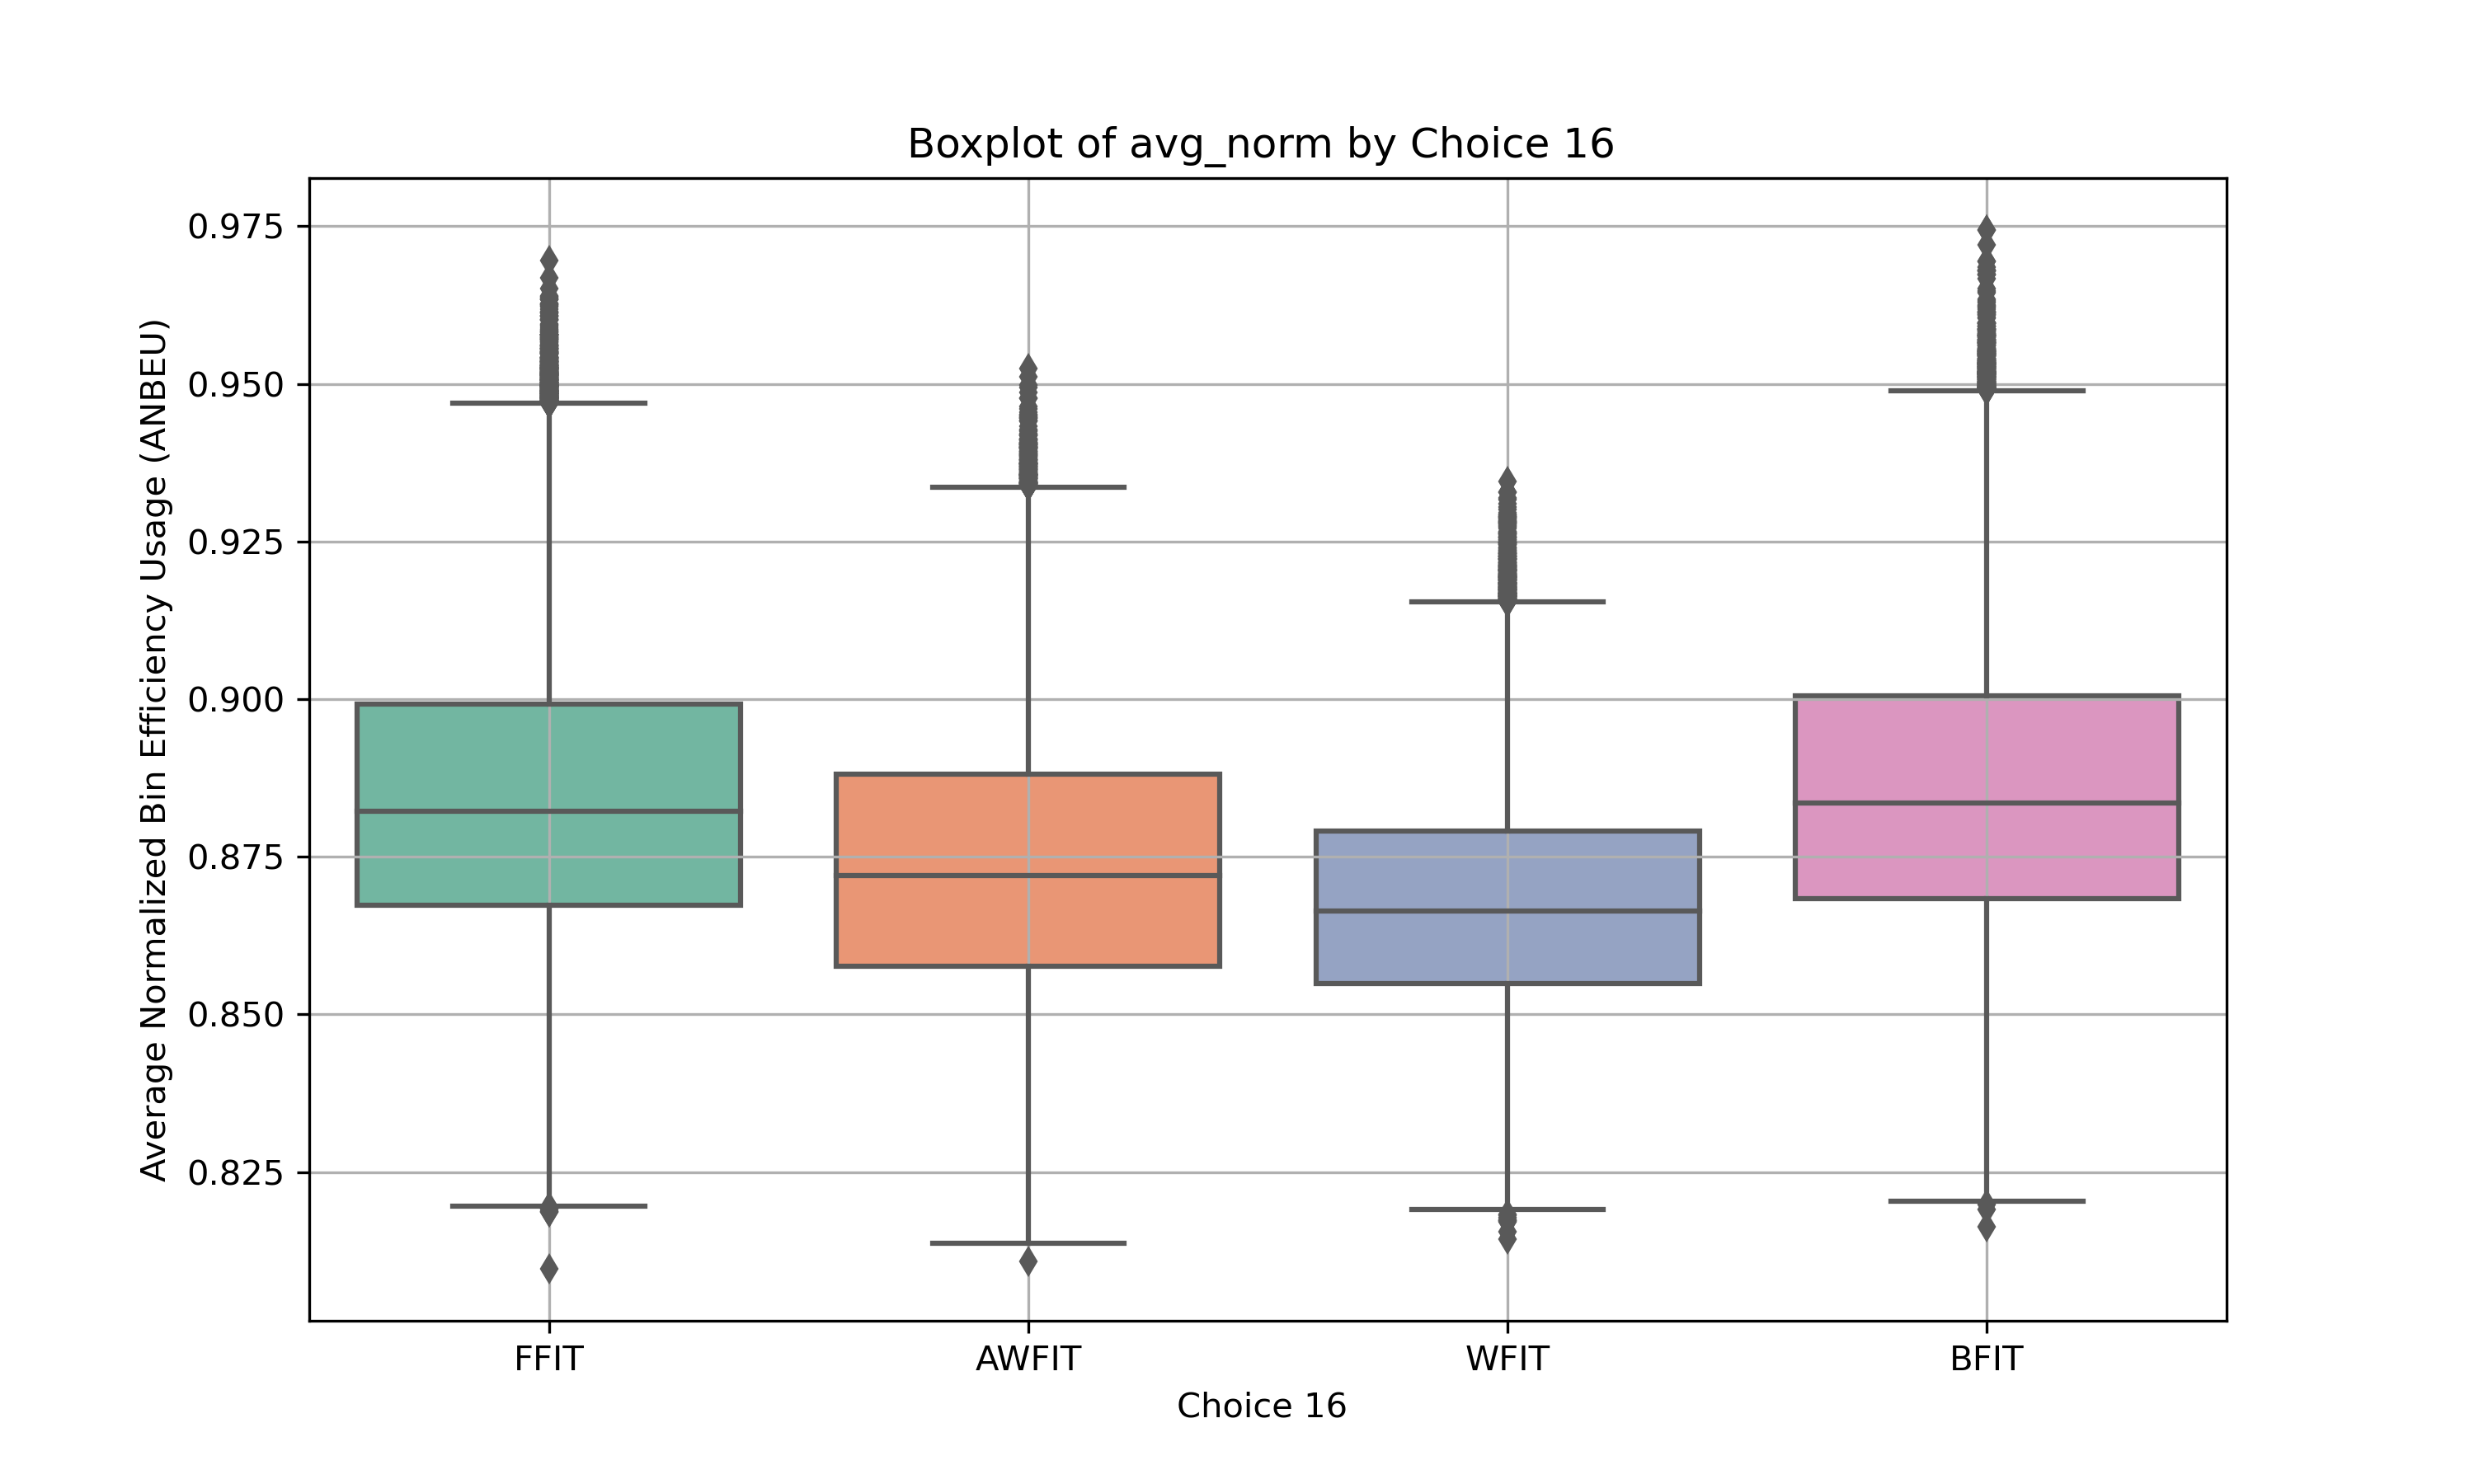 Boxplot of avg_norm by Choice 16
Average Normalized Bin Efficiency Usage (ANBEU)
0.975
0.950
0.925
0.900
0.875
0.850
0.825
FFIT
AWFIT
WFIT
BFIT
Choice 16